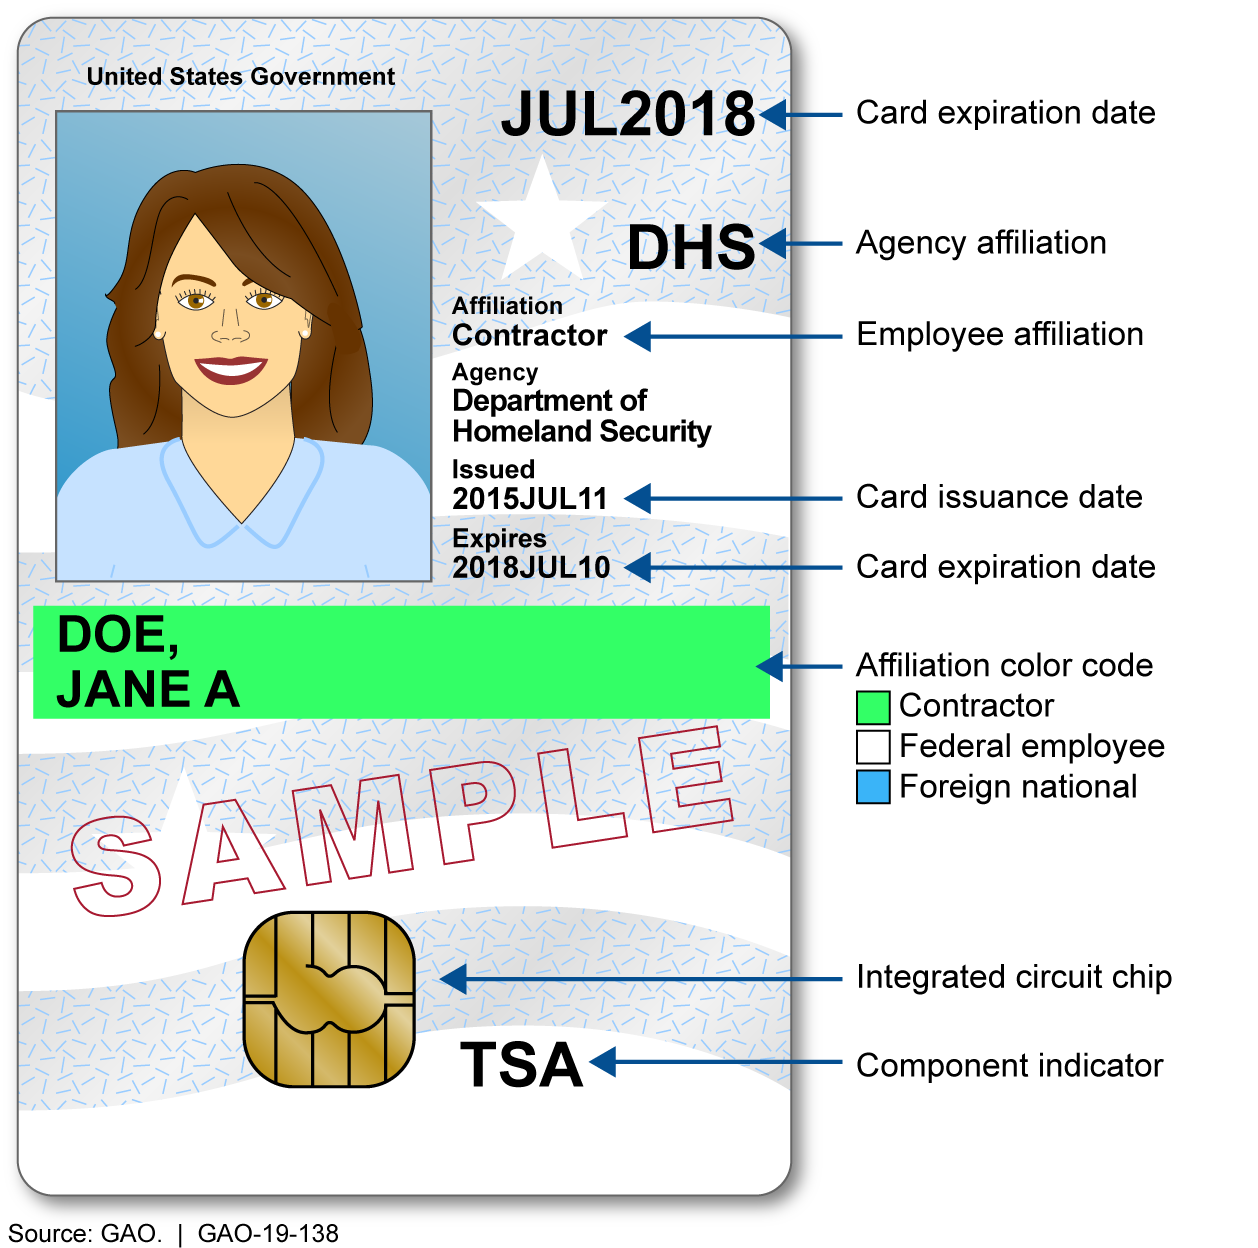 United States Government
JUL2018
Card expiration date
DHS
Agency affiliation
Affiliation
Contractor
Employee affiliation
Agency
Department of
Homeland Security
Issued
2015JUL11
Card issuance date
Expires
2018JUL10
Card expiration date
DOE,
JANE A
Affiliation color code
Contractor
Federal employee
Foreign national
SAMPLE
Integrated circuit chip
TSA
Component indicator
Source: GAO. | GAO-19-138